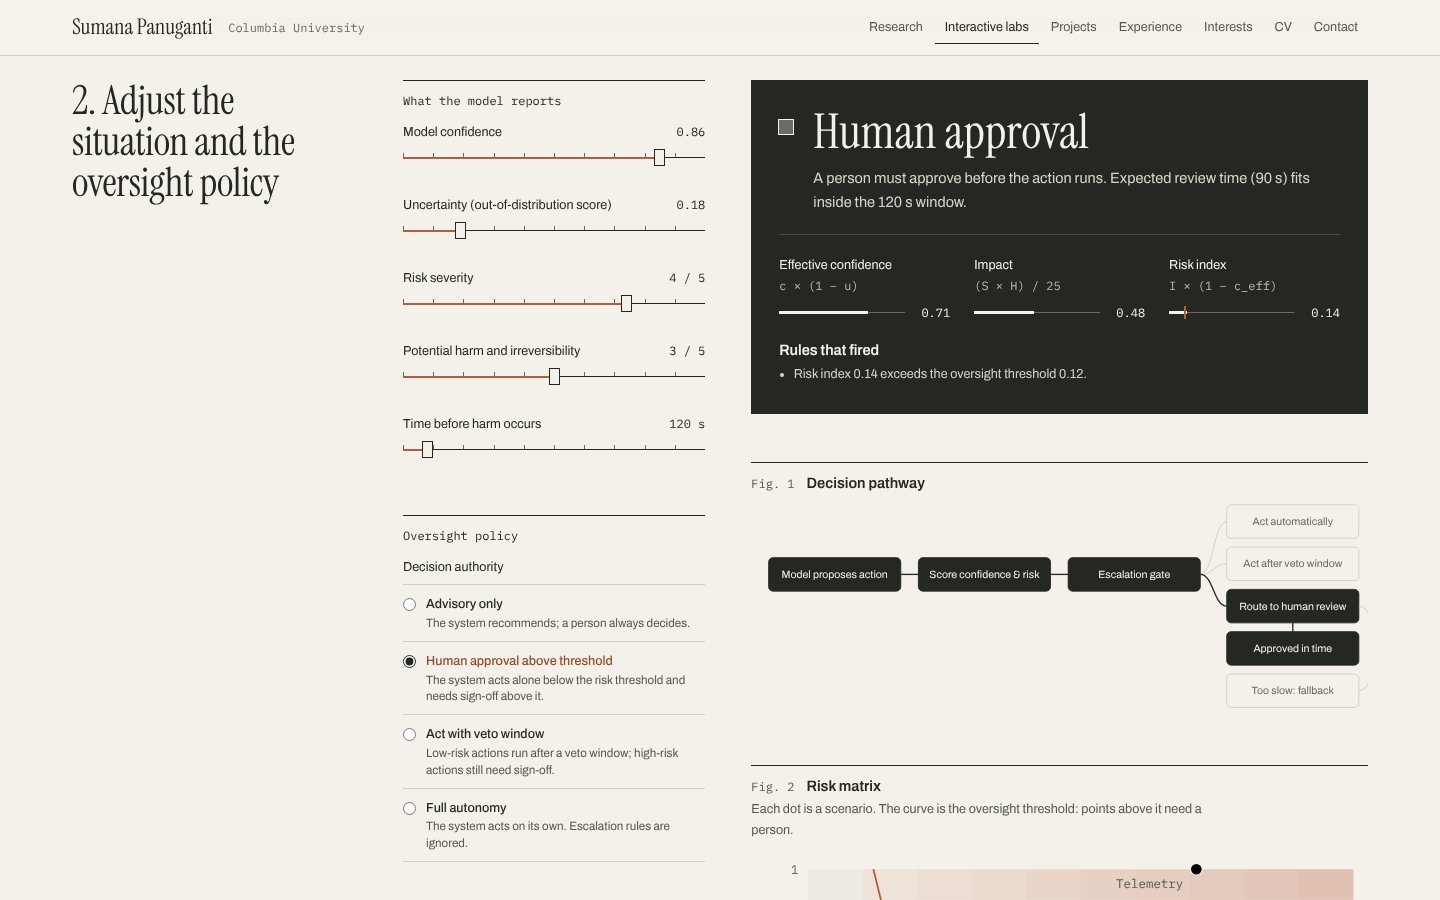 Sumana Panuganti
Columbia University
Research
Interactive labs
Projects
Experience
Interests
CV
Contact
2. Adjust the
situation and the
oversight policy
What the model reports
Model confidence
0.86
Uncertainty (out-of-distribution score)
0.18
Risk severity
4 / 5
Potential harm and irreversibility
3 / 5
Time before harm occurs
120 s
Oversight policy
Decision authority
Advisory only
The system recommends; a person always decides.
Human approval above threshold
The system acts alone below the risk threshold and
needs sign-off above it.
Act with veto window
Low-risk actions run after a veto window; high-risk
actions still need sign-off.
Full autonomy
The system acts on its own. Escalation rules are
ignored.
Human approval
A person must approve before the action runs. Expected review time (90 s) fits
inside the 120 s window.
Effective confidence
c × (1 − u)
0.71
Impact
(S × H) / 25
0.48
Risk index
I × (1 − c_eff)
0.14
Rules that fired
Risk index 0.14 exceeds the oversight threshold 0.12.
Fig. 1 Decision pathway
Model proposes action
Score confidence & risk
Escalation gate
Act automatically
Act after veto window
Route to human review
Approved in time
Too slow: fallback
Fig. 2 Risk matrix
Each dot is a scenario. The curve is the oversight threshold: points above it need a
person.
1
Telemetry